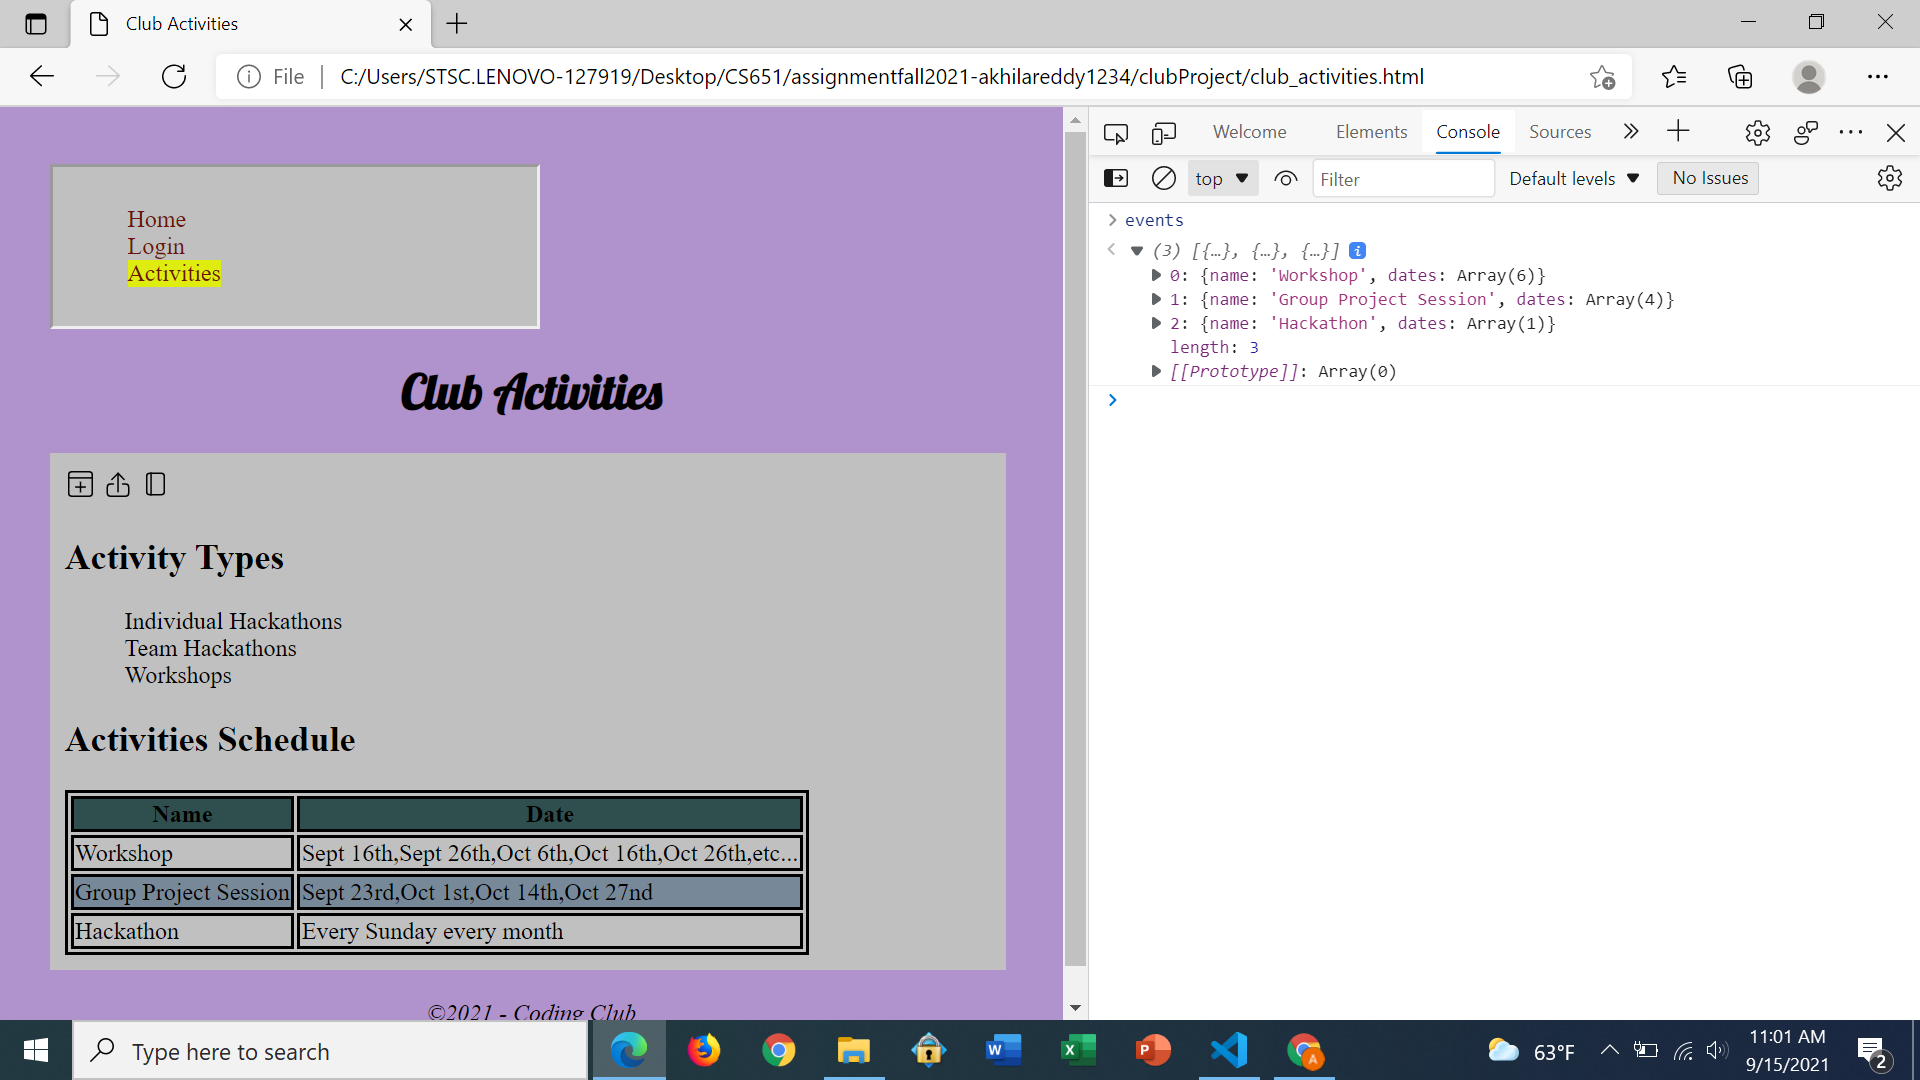 Club Activities
File | C:/Users/STSC.LENOVO-127919/Desktop/CS651/assignmentfall2021-akhilareddy1234/clubProject/club_activities.html
Home
Login
Activities
Club Activities
Activity Types
Individual Hackathons
Team Hackathons
Workshops
Activities Schedule
Name Date
Workshop Sept 16th,Sept 26th,Oct 6th,Oct 16th,Oct 26th,etc...
Group Project Session Sept 23rd,Oct 1st,Oct 14th,Oct 27nd
Hackathon Every Sunday every month
©2021 - Coding Club
Welcome Elements Console Sources
top Filter Default levels No Issues
events
(3) [{…}, {…}, {…}]
0: {name: 'Workshop', dates: Array(6)}
1: {name: 'Group Project Session', dates: Array(4)}
2: {name: 'Hackathon', dates: Array(1)}
length: 3
[[Prototype]]: Array(0)
Type here to search
63°F
11:01 AM
9/15/2021
2